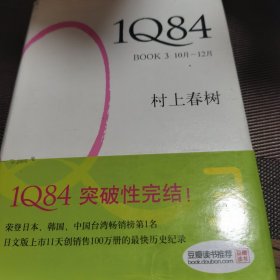 1Q84
BOOK 3 10月～12月
村上春树
1Q84 突破性完结！
荣登日本、韩国、中国台湾畅销榜第1名
日文版上市11天创销售100万册的最快历史纪录
豆瓣读书推荐
book.douban.com